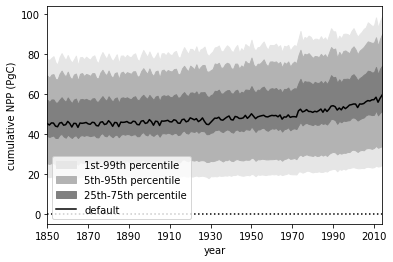 100
80
60
40
20
0
cumulative NPP (PgC)
1st-99th percentile
5th-95th percentile
25th-75th percentile
default
1850 1870 1890 1910 1930 1950 1970 1990 2010
year